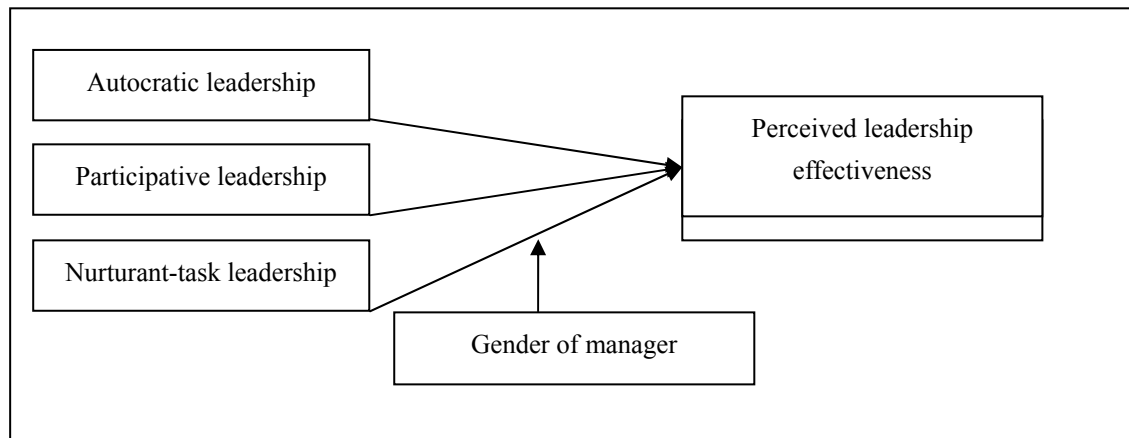 Autocratic leadership
Participative leadership
Nurturant-task leadership
Perceived leadership
effectiveness
Gender of manager